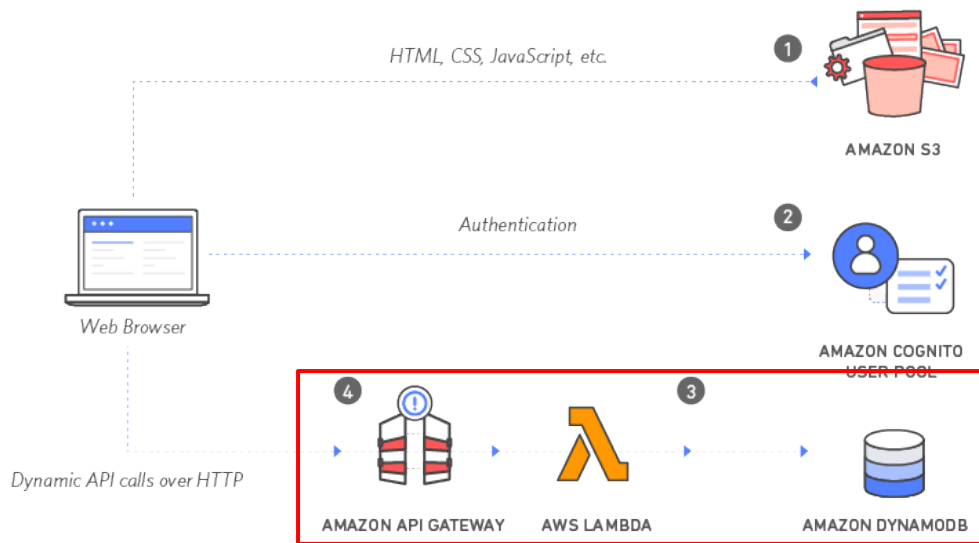 HTML, CSS, JavaScript, etc.
1
AMAZON S3
Authentication
2
Web Browser
AMAZON COGNITO
USER POOL
4
3
Dynamic API calls over HTTP
AMAZON API GATEWAY
AWS LAMBDA
AMAZON DYNAMODB